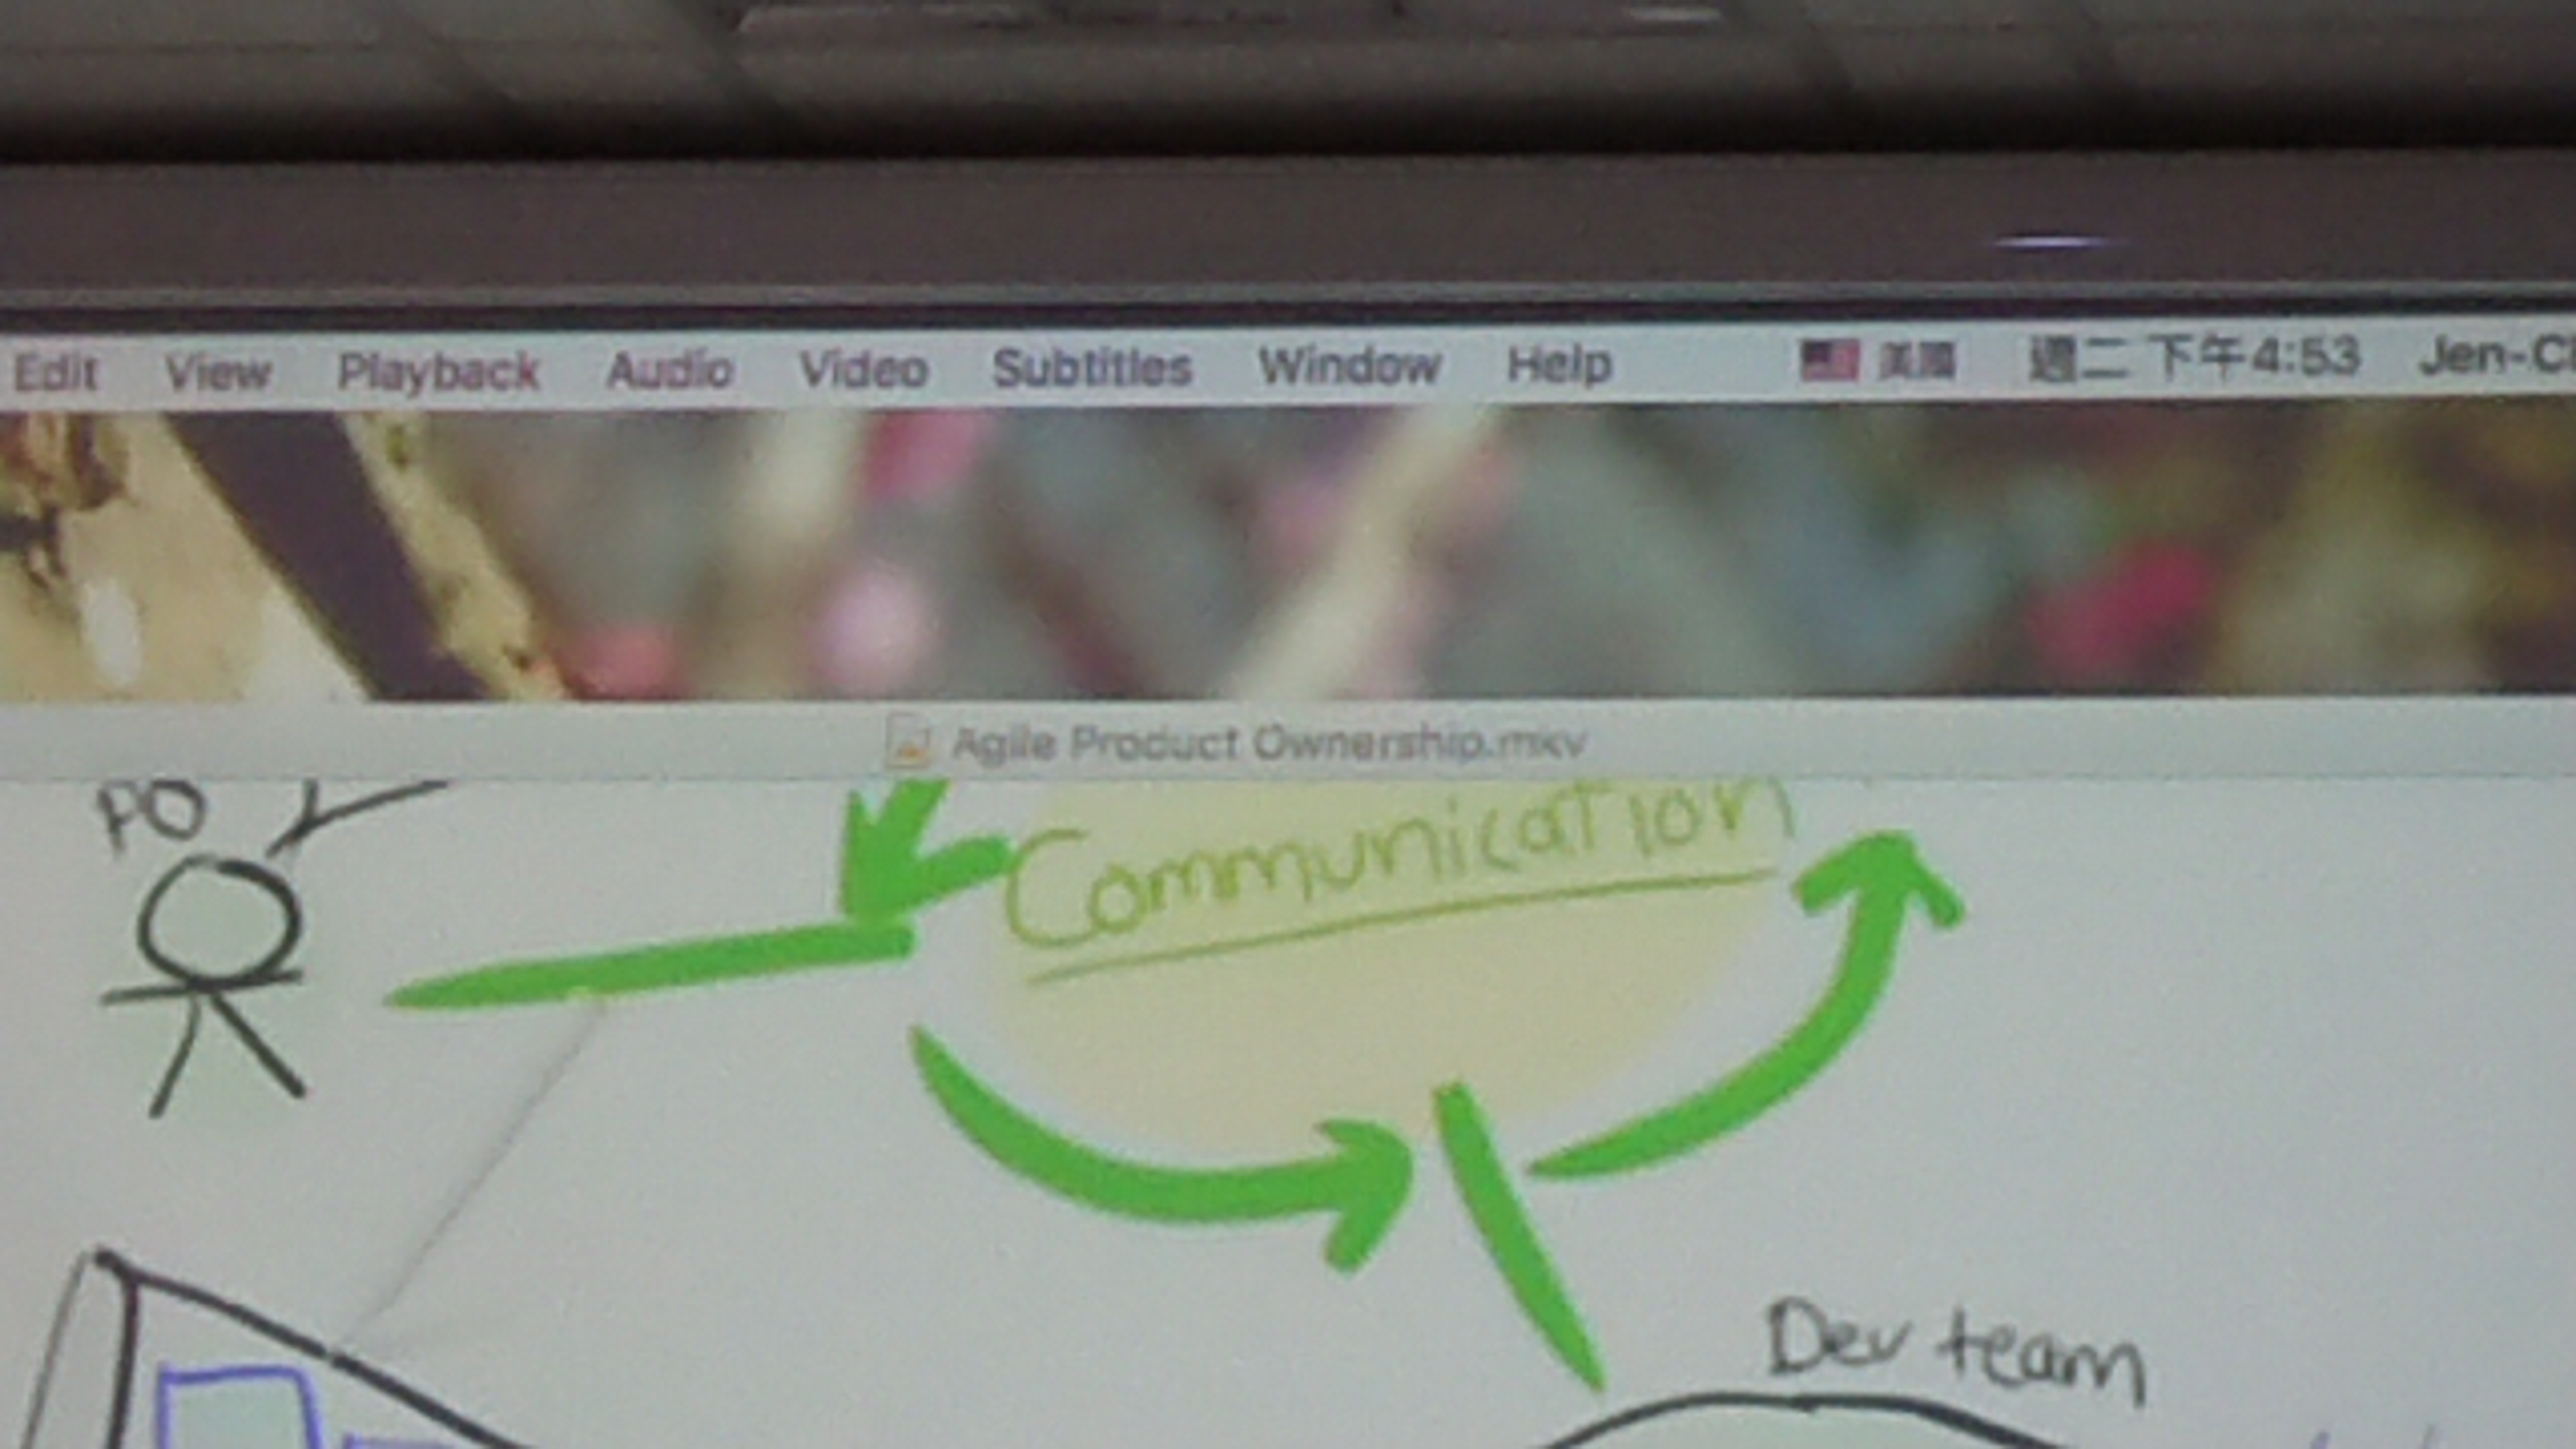 Edit View Playback Audio Video Subtitles Window Help 美國 週二 下午4:53
Agile Product Ownership.mkv
PO
Communication
Dev team